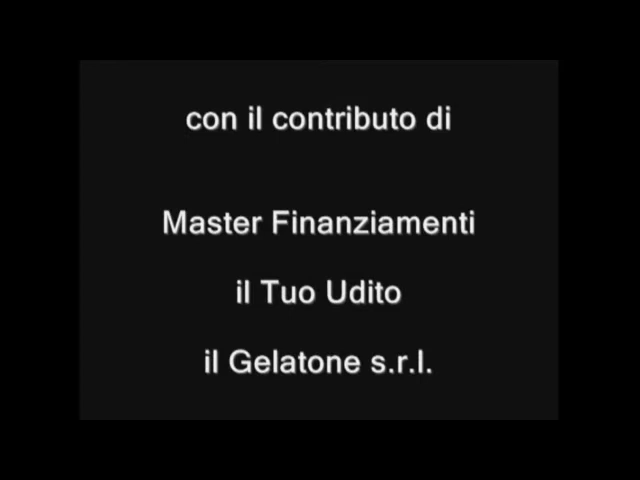 con il contributo di
Master Finanziamenti
il Tuo Udito
il Gelatone s.r.l.